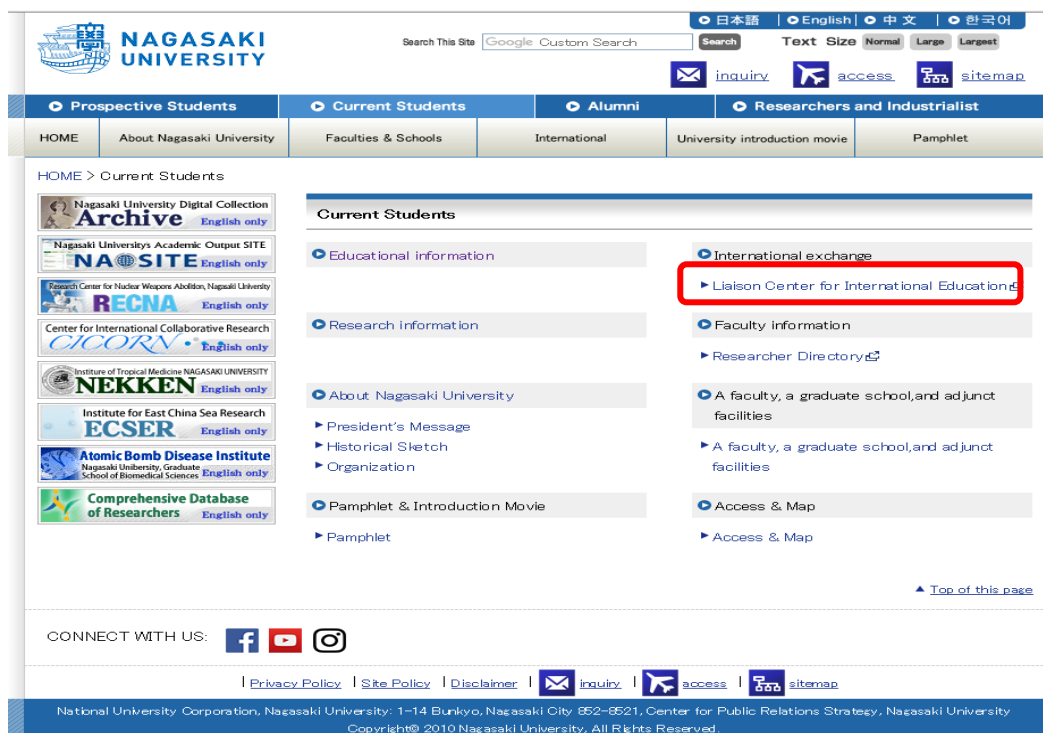 日本語 | English | 中 文 | 한국어
NAGASAKI
UNIVERSITY
Search This Site Google Custom Search Search Text Size Normal Large Largest
inquiry access sitemap
Prospective Students Current Students Alumni Researchers and Industrialist
HOME About Nagasaki University Faculties & Schools International University introduction movie Pamphlet
HOME > Current Students
Nagasaki University Digital Collection
Archive English only
Nagasaki University's Academic Output SITE
NA SITE English only
Research Center for Nuclear Weapons Abolition, Nagasaki University
RECNA English only
Center for International Collaborative Research
CICORN English only
Institute of Tropical Medicine NAGASAKI UNIVERSITY
NEKKEN English only
Institute for East China Sea Research
ECSER English only
Atomic Bomb Disease Institute
Nagasaki Unibersity, Graduate
School of Biomedical Sciences English only
Comprehensive Database
of Researchers English only
Current Students
Educational information
International exchange
Liaison Center for International Education
Research information
Faculty information
Researcher Directory
About Nagasaki University
President's Message
Historical Sketch
Organization
A faculty, a graduate school,and adjunct
facilities
A faculty, a graduate school,and adjunct
facilities
Pamphlet & Introduction Movie
Pamphlet
Access & Map
Access & Map
Top of this page
CONNECT WITH US:
| Privacy Policy | Site Policy | Disclaimer | inquiry | access | sitemap
National University Corporation, Nagasaki University: 1-14 Bunkyo, Nagasaki City 852-8521, Center for Public Relations Strategy, Nagasaki University
Copyright© 2010 Nagasaki University, All Rights Reserved.